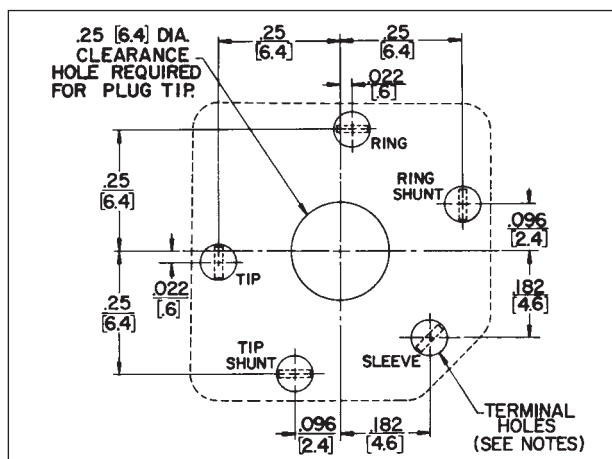 .25 [6.4] DIA.
CLEARANCE
HOLE REQUIRED
FOR PLUG TIP.
.25
[6.4]
.25
[6.4]
.022
[.6]
RING
RING
SHUNT
.25
[6.4]
.096
[2.4]
TIP
.022
[.6]
.182
[4.6]
.25
[6.4]
TIP
SHUNT
SLEEVE
.096
[2.4]
.182
[4.6]
TERMINAL
HOLES
(SEE NOTES)